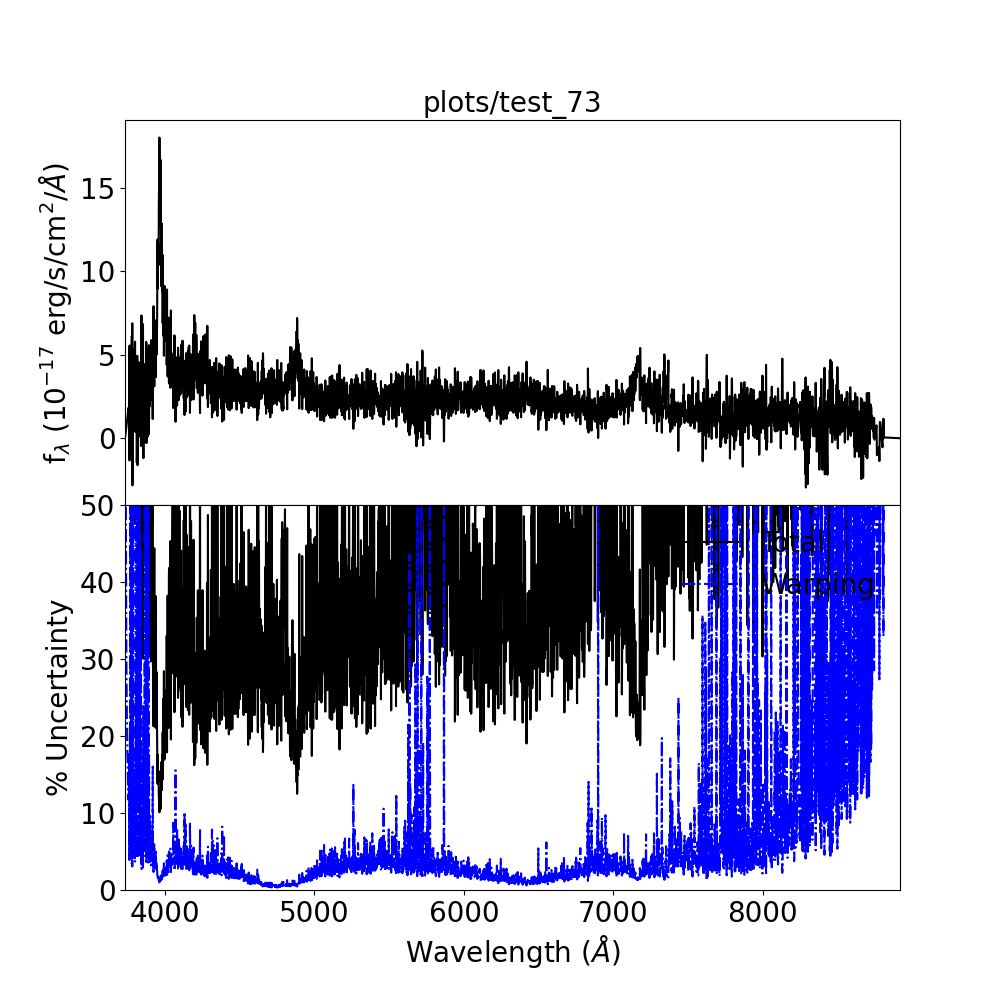 plots/test_73
f_λ (10^−17 erg/s/cm^2/Å)
15
10
5
0
50
40
30
20
10
0
% Uncertainty
Total
Warping
4000 5000 6000 7000 8000
Wavelength (Å)